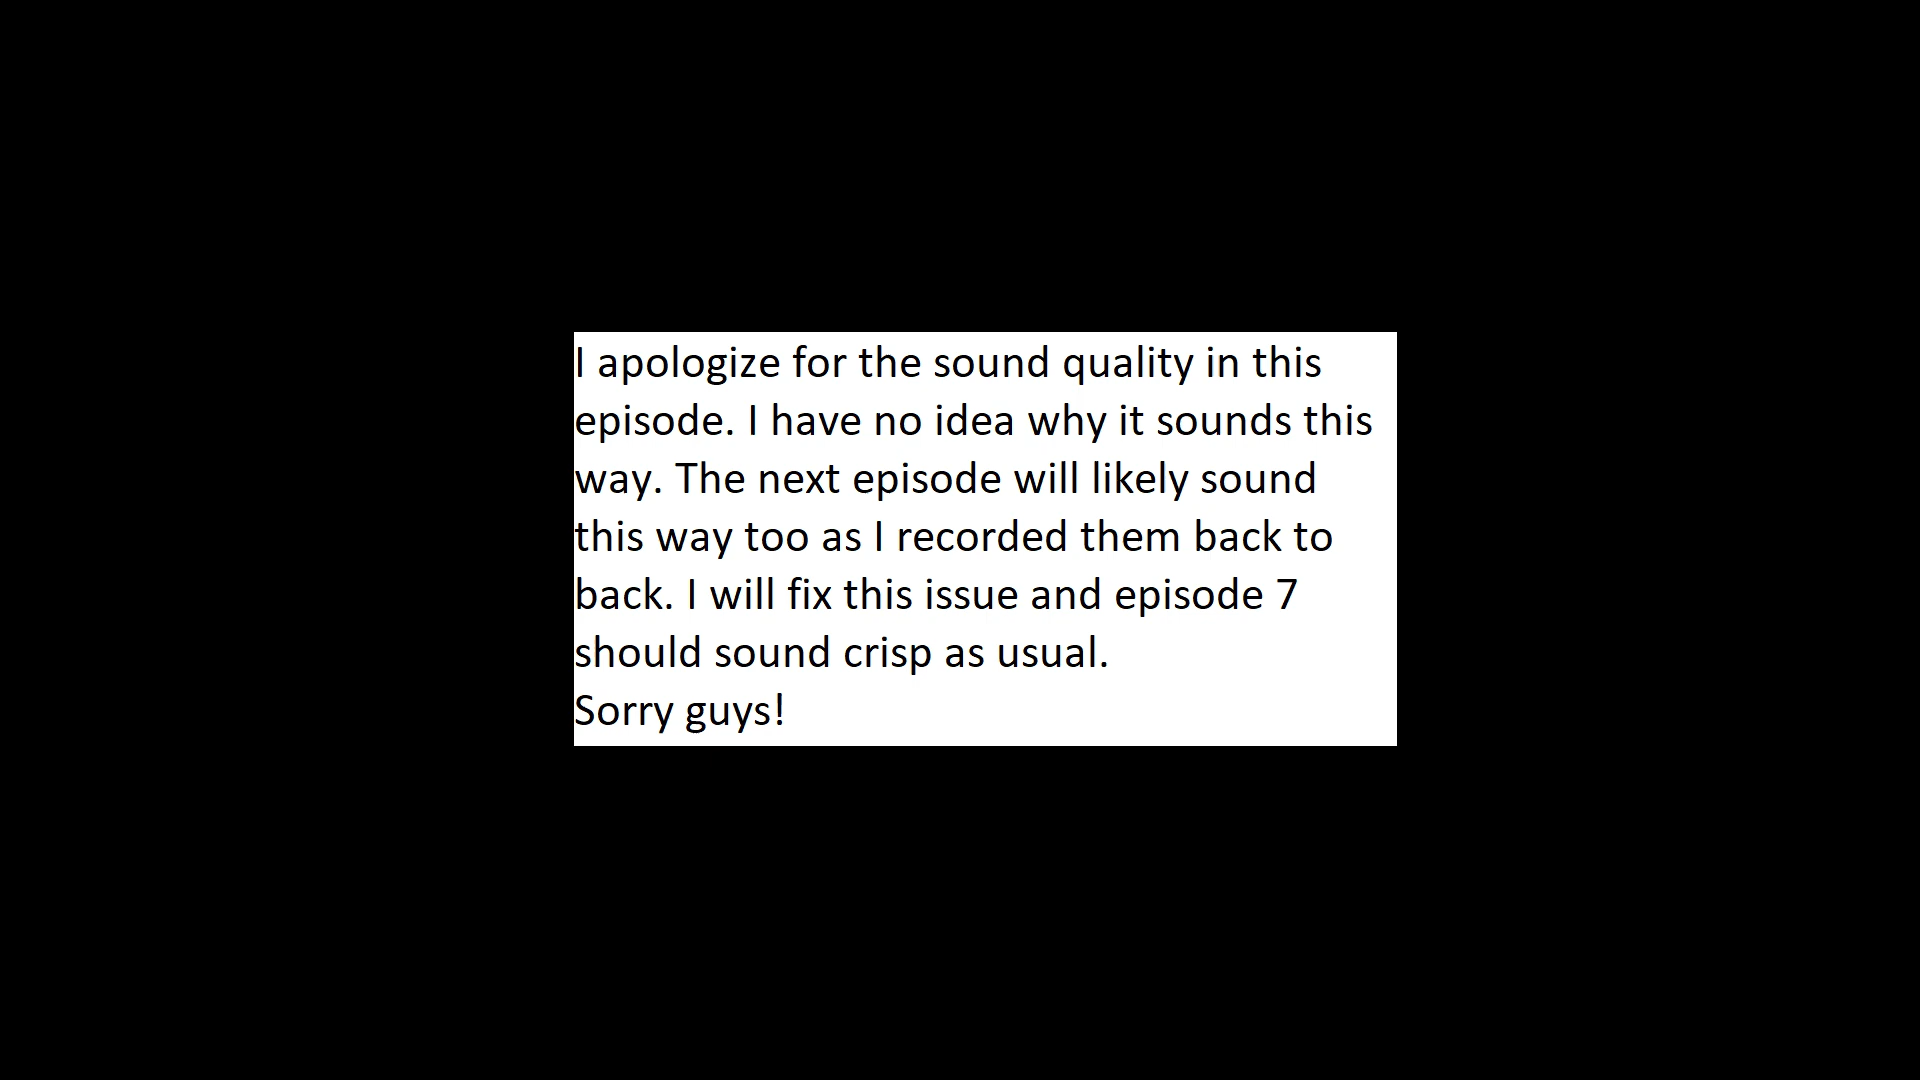 I apologize for the sound quality in this
episode. I have no idea why it sounds this
way. The next episode will likely sound
this way too as I recorded them back to
back. I will fix this issue and episode 7
should sound crisp as usual.
Sorry guys!